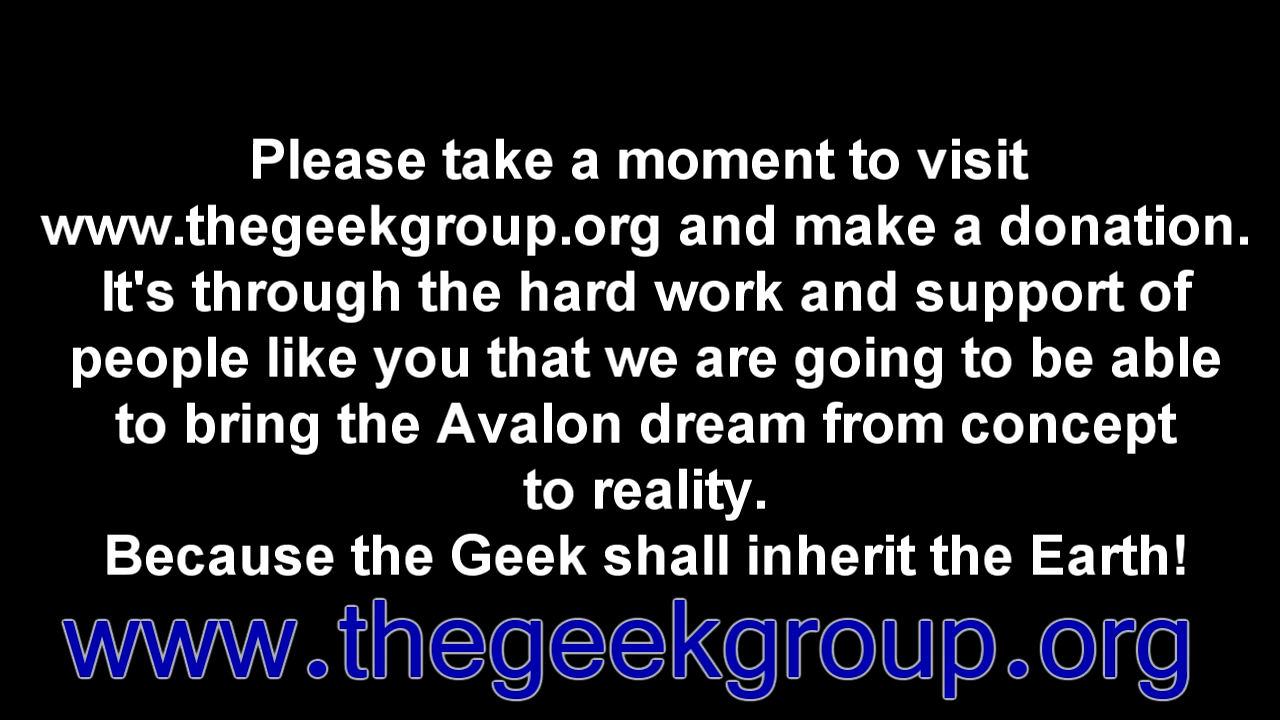 Please take a moment to visit
www.thegeekgroup.org and make a donation.
It's through the hard work and support of
people like you that we are going to be able
to bring the Avalon dream from concept
to reality.
Because the Geek shall inherit the Earth!
www.thegeekgroup.org